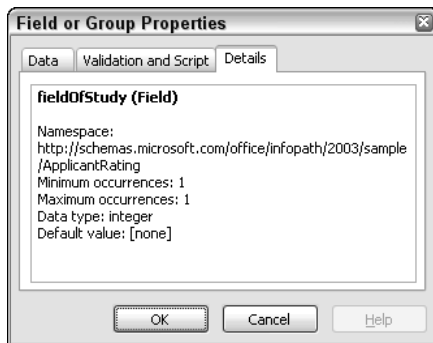 Field or Group Properties
Data Validation and Script Details
fieldOfStudy (Field)
Namespace:
http://schemas.microsoft.com/office/infopath/2003/sample
/ApplicantRating
Minimum occurrences: 1
Maximum occurrences: 1
Data type: integer
Default value: [none]
OK Cancel Help